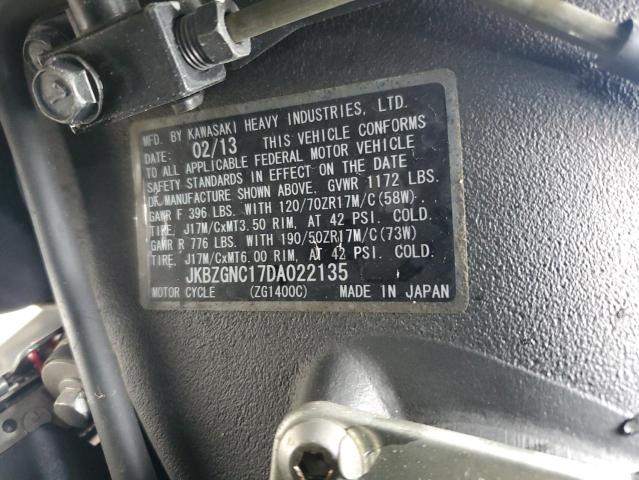 MFD. BY KAWASAKI HEAVY INDUSTRIES, LTD.
DATE: 02/13 THIS VEHICLE CONFORMS
TO ALL APPLICABLE FEDERAL MOTOR VEHICLE
SAFETY STANDARDS IN EFFECT ON THE DATE
OF MANUFACTURE SHOWN ABOVE. GVWR 1172 LBS.
GAWR F 396 LBS. WITH 120/70ZR17M/C(58W)
TIRE, J17M/CxMT3.50 RIM, AT 42 PSI. COLD.
GAWR R 776 LBS. WITH 190/50ZR17M/C(73W)
TIRE, J17M/CxMT6.00 RIM, AT 42 PSI. COLD.
JKBZGNC17DA022135
MOTOR CYCLE (ZG1400C) MADE IN JAPAN